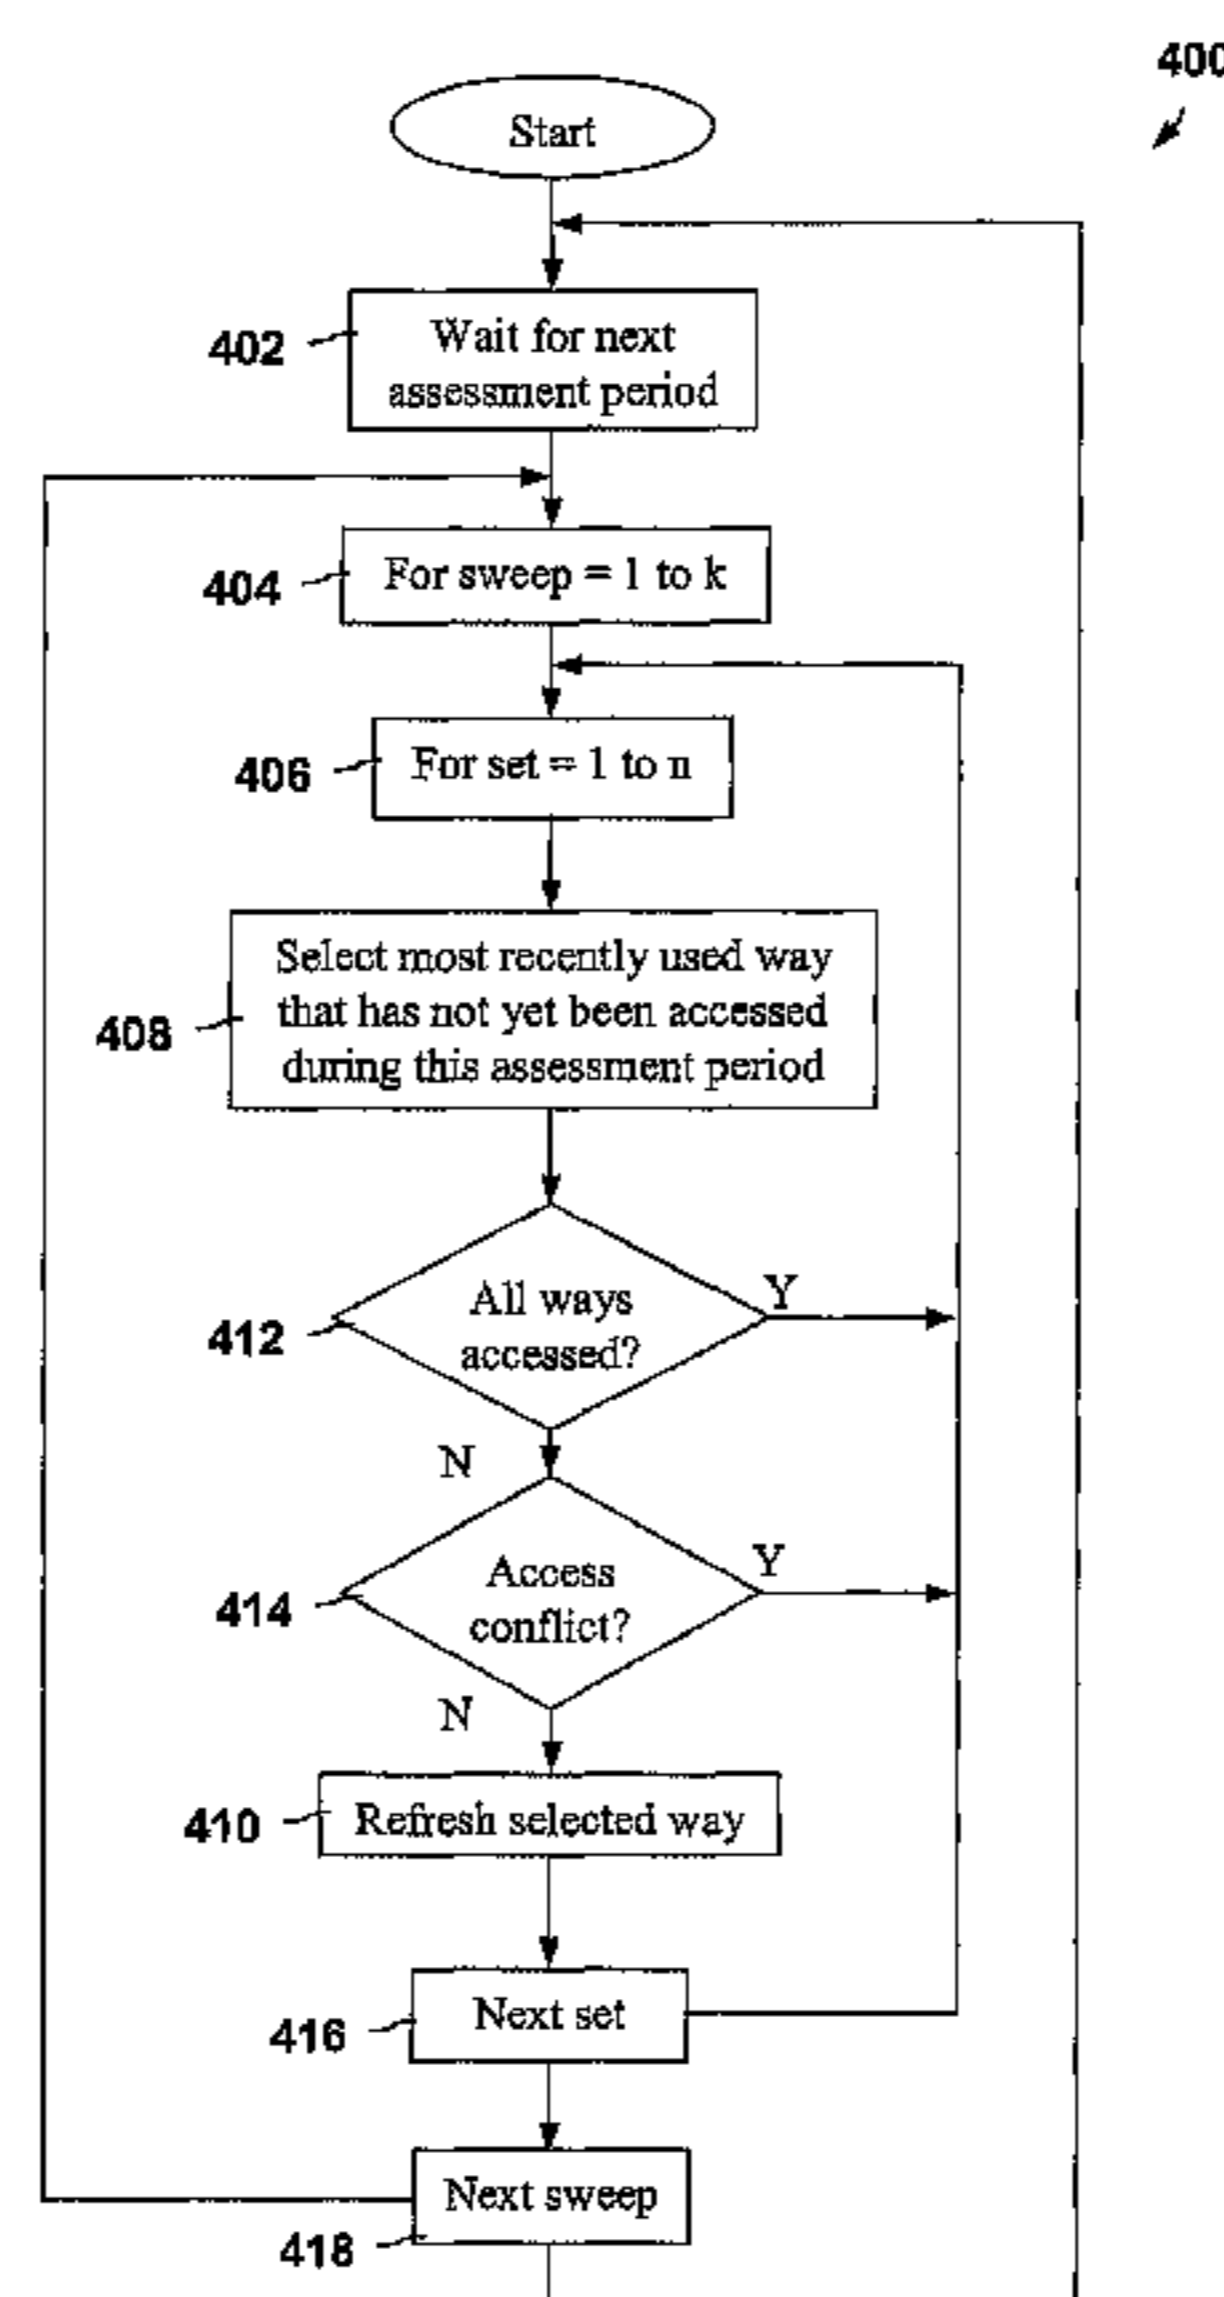 400
Start
402
Wait for next
assessment period
404
For sweep = 1 to k
406
For set = 1 to n
408
Select most recently used way
that has not yet been accessed
during this assessment period
412
All ways
accessed?
Y
N
414
Access
conflict?
Y
N
410
Refresh selected way
416
Next set
Next sweep
418